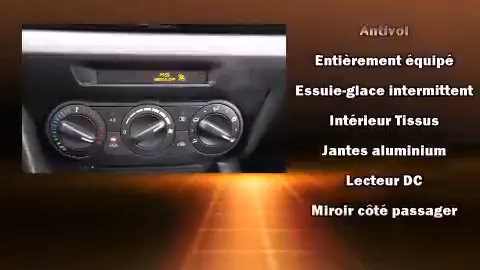 Antivol
Entièrement équipé
Essuie-glace intermittent
Intérieur Tissus
Jantes aluminium
Lecteur DC
Miroir côté passager